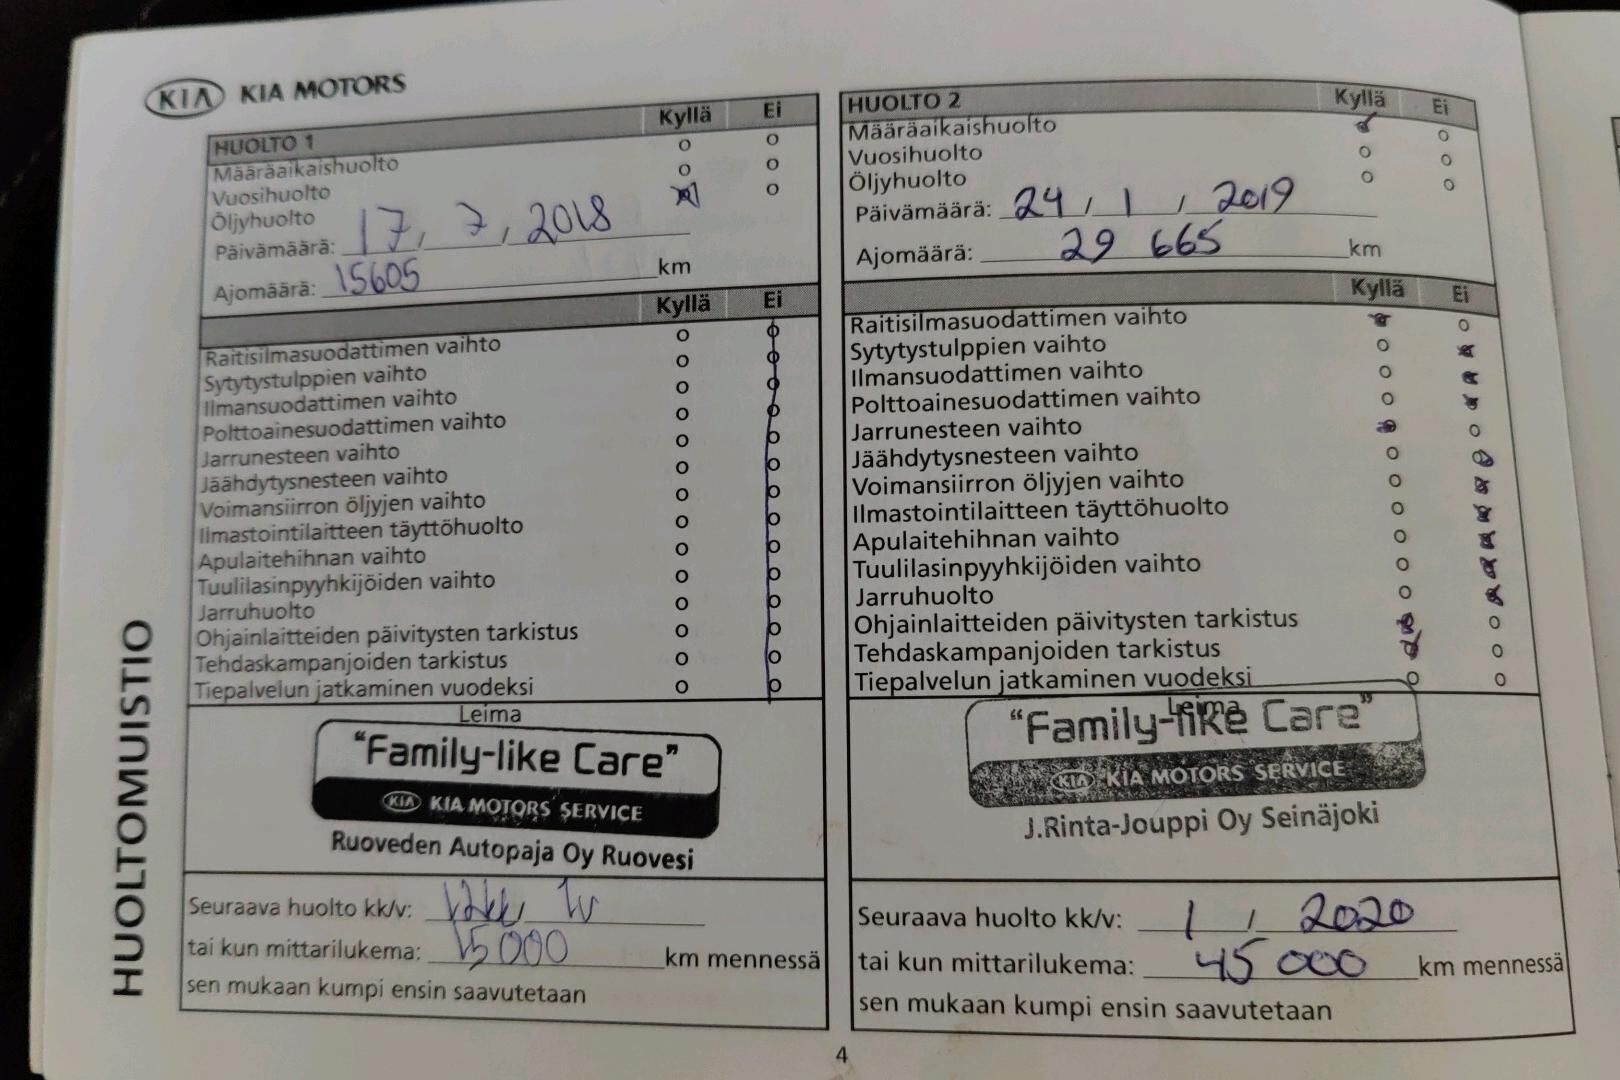 KIA KIA MOTORS
HUOLTOMUISTIO
HUOLTO 1 Kyllä Ei
Määräaikaishuolto o o
Vuosihuolto o o
Öljyhuolto o
Päivämäärä: 17, 7, 2018
Ajomäärä: 15605 km
Kyllä Ei
Raitisilmasuodattimen vaihto o o
Sytytystulppien vaihto o o
Ilmansuodattimen vaihto o o
Polttoainesuodattimen vaihto o o
Jarrunesteen vaihto o o
Jäähdytysnesteen vaihto o o
Voimansiirron öljyjen vaihto o o
Ilmastointilaitteen täyttöhuolto o o
Apulaitehihnan vaihto o o
Tuulilasinpyyhkijöiden vaihto o o
Jarruhuolto o o
Ohjainlaitteiden päivitysten tarkistus o o
Tehdaskampanjoiden tarkistus o o
Tiepalvelun jatkaminen vuodeksi o o
Leima
"Family-like Care"
KIA KIA MOTORS SERVICE
Ruoveden Autopaja Oy Ruovesi
Seuraava huolto kk/v: 12kk, 1v
tai kun mittarilukema: 15000 km mennessä
sen mukaan kumpi ensin saavutetaan
HUOLTO 2 Kyllä Ei
Määräaikaishuolto o
Vuosihuolto o o
Öljyhuolto o o
Päivämäärä: 24 / 1 / 2019
Ajomäärä: 29 665 km
Kyllä Ei
Raitisilmasuodattimen vaihto o
Sytytystulppien vaihto o
Ilmansuodattimen vaihto o
Polttoainesuodattimen vaihto o
Jarrunesteen vaihto o
Jäähdytysnesteen vaihto o
Voimansiirron öljyjen vaihto o
Ilmastointilaitteen täyttöhuolto o
Apulaitehihnan vaihto o
Tuulilasinpyyhkijöiden vaihto o
Jarruhuolto o
Ohjainlaitteiden päivitysten tarkistus o
Tehdaskampanjoiden tarkistus o
Tiepalvelun jatkaminen vuodeksi o o
Leima
"Family-like Care"
KIA KIA MOTORS SERVICE
J.Rinta-Jouppi Oy Seinäjoki
Seuraava huolto kk/v: 1 / 2020
tai kun mittarilukema: 45 000 km mennessä
sen mukaan kumpi ensin saavutetaan
4